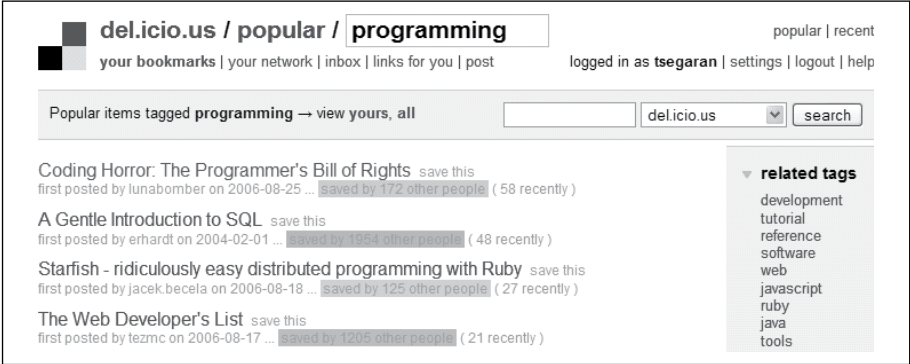 del.icio.us / popular / programming
popular | recent
your bookmarks | your network | inbox | links for you | post
logged in as tsegaran | settings | logout | help
Popular items tagged programming → view yours, all
del.icio.us
search
Coding Horror: The Programmer's Bill of Rights save this
first posted by lunabomber on 2006-08-25 ... saved by 172 other people ( 58 recently )
A Gentle Introduction to SQL save this
first posted by erhardt on 2004-02-01 ... saved by 1954 other people ( 48 recently )
Starfish - ridiculously easy distributed programming with Ruby save this
first posted by jacek.becela on 2006-08-18 ... saved by 125 other people ( 27 recently )
The Web Developer's List save this
first posted by tezmc on 2006-08-17 ... saved by 1205 other people ( 21 recently )
related tags
development
tutorial
reference
software
web
javascript
ruby
java
tools